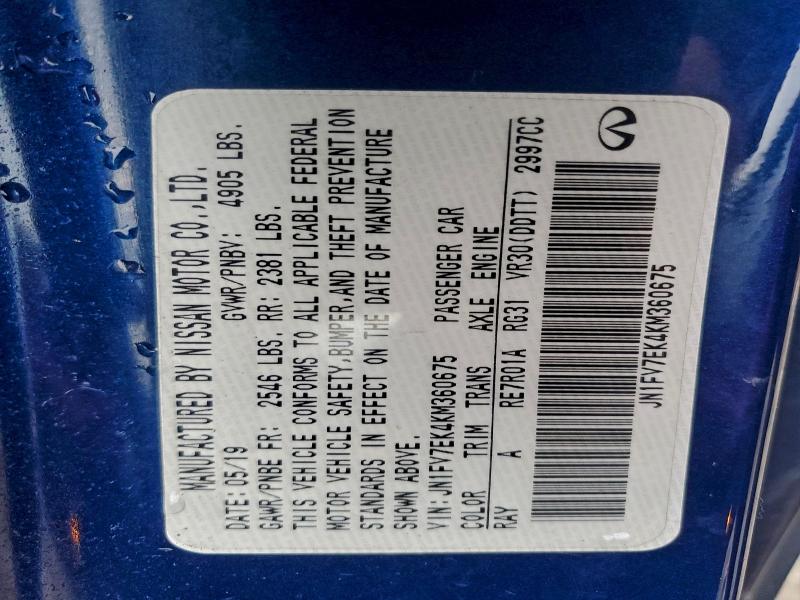 MANUFACTURED BY NISSAN MOTOR CO.,LTD.
DATE: 05/19 GVWR/PNBV: 4905 LBS.
GAWR/PNBE FR: 2546 LBS. RR: 2381 LBS.
THIS VEHICLE CONFORMS TO ALL APPLICABLE FEDERAL
MOTOR VEHICLE SAFETY,BUMPER,AND THEFT PREVENTION
STANDARDS IN EFFECT ON THE DATE OF MANUFACTURE
SHOWN ABOVE.
VIN:JN1FV7EK4KM360675 PASSENGER CAR
COLOR TRIM TRANS AXLE ENGINE
RAY A RE7R01A RG31 VR30(DDTT) 2997CC
JN1FV7EK4KM360675